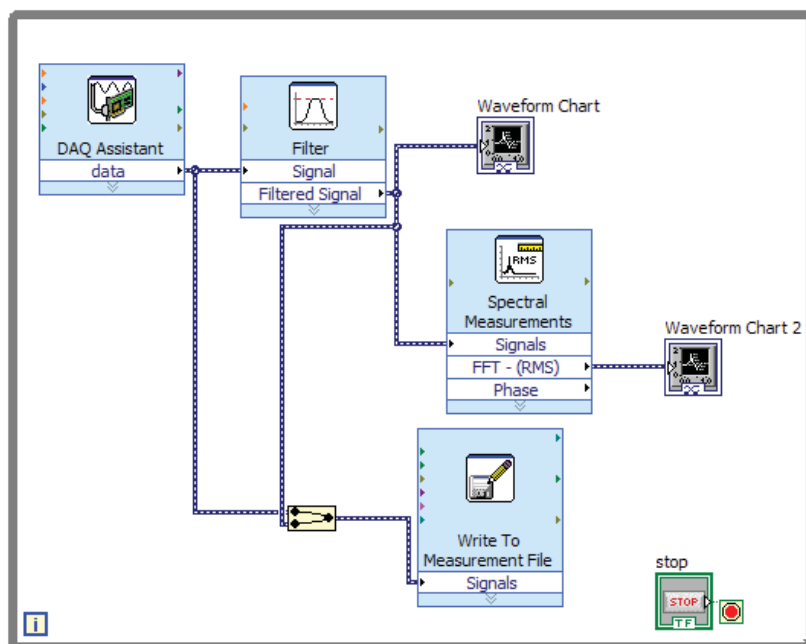 DAQ Assistant
data
Filter
Signal
Filtered Signal
Waveform Chart
RMS
Spectral
Measurements
Signals
FFT - (RMS)
Phase
Waveform Chart 2
Write To
Measurement File
Signals
stop
STOP
TF
i